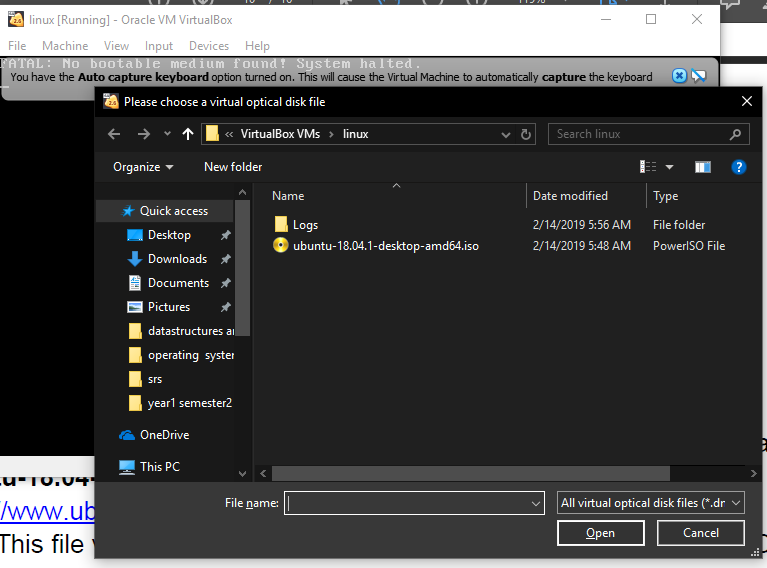 linux [Running] - Oracle VM VirtualBox
File Machine View Input Devices Help
FATAL: No bootable medium found! System halted.
You have the Auto capture keyboard option turned on. This will cause the Virtual Machine to automatically capture the keyboard
Please choose a virtual optical disk file
« VirtualBox VMs › linux
Search linux
Organize New folder
Name Date modified Type
Quick access
Desktop
Downloads
Documents
Pictures
datastructures ar
operating syster
srs
year1 semester2
OneDrive
This PC
Logs 2/14/2019 5:56 AM File folder
ubuntu-18.04.1-desktop-amd64.iso 2/14/2019 5:48 AM PowerISO File
tu-18.04-
//www.ub
This file
File name:
All virtual optical disk files (*.dr
Open Cancel